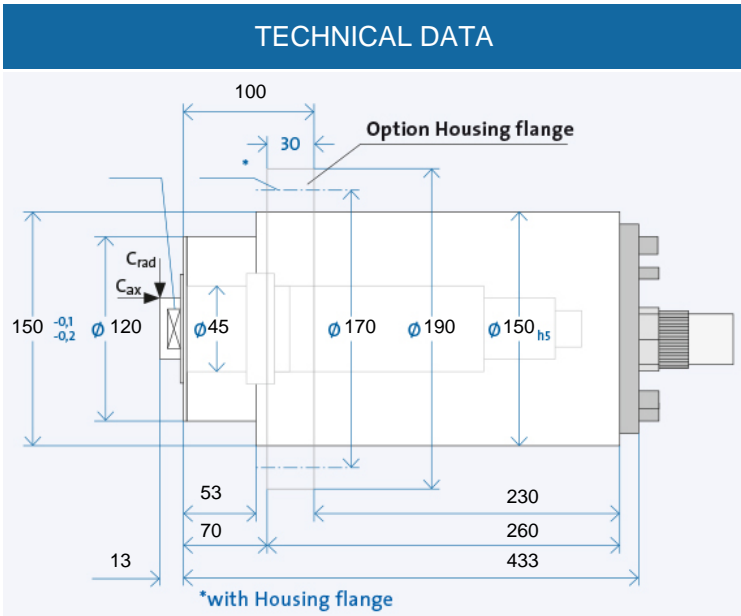 TECHNICAL DATA
100
30
Option Housing flange
*
Crad
Cax
150 -0,1 -0,2
ø 120
ø 45
ø 170
ø 190
ø 150 h5
53
230
70
260
13
433
*with Housing flange